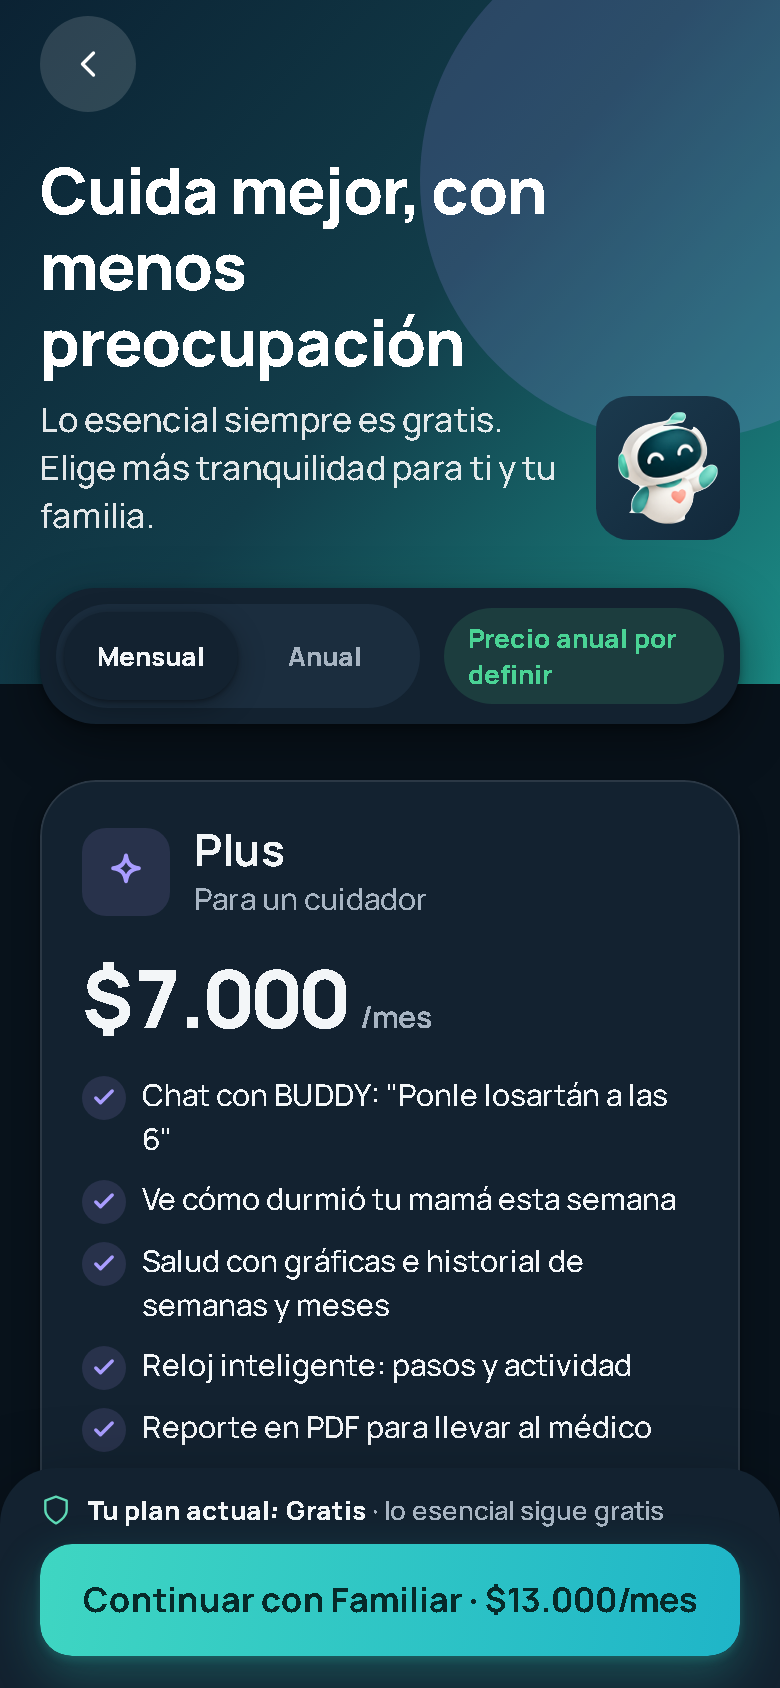 Cuida mejor, con
menos
preocupación
Lo esencial siempre es gratis.
Elige más tranquilidad para ti y tu
familia.
Mensual
Anual
Precio anual por
definir
Plus
Para un cuidador
$7.000 /mes
Chat con BUDDY: "Ponle losartán a las
6"
Ve cómo durmió tu mamá esta semana
Salud con gráficas e historial de
semanas y meses
Reloj inteligente: pasos y actividad
Reporte en PDF para llevar al médico
Tu plan actual: Gratis · lo esencial sigue gratis
Continuar con Familiar · $13.000/mes